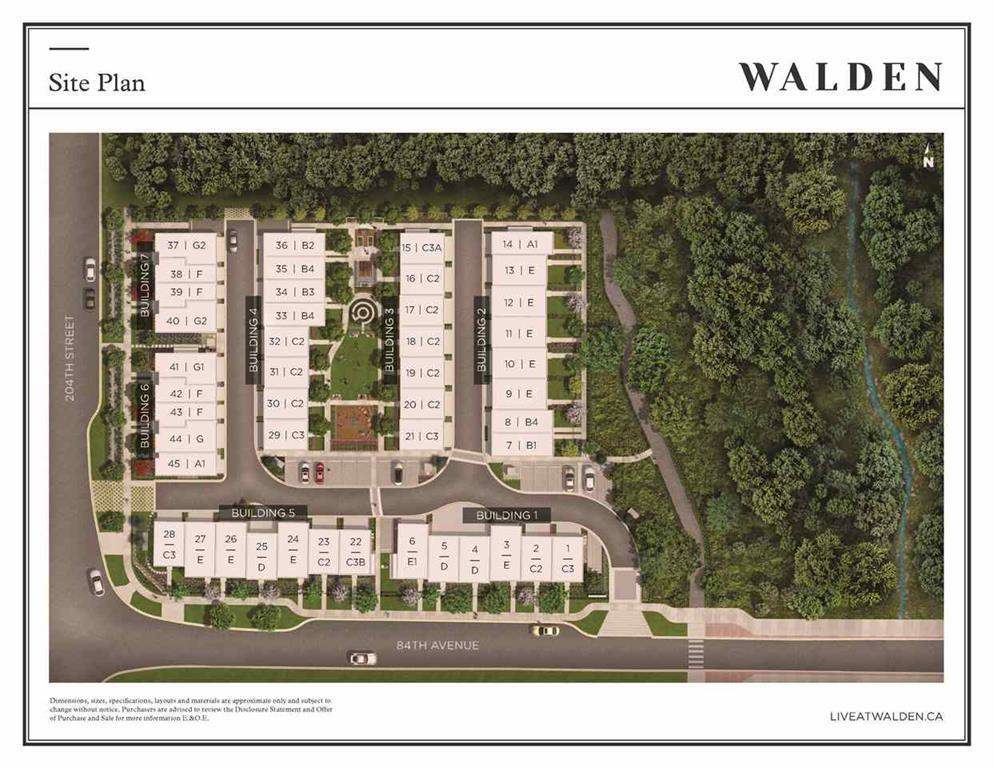 Site Plan
WALDEN
N
204TH STREET
BUILDING 7
37 | G2
38 | F
39 | F
40 | G2
BUILDING 6
41 | G1
42 | F
43 | F
44 | G
45 | A1
BUILDING 4
36 | B2
35 | B4
34 | B3
33 | B4
32 | C2
31 | C2
30 | C2
29 | C3
BUILDING 3
15 | C3A
16 | C2
17 | C2
18 | C2
19 | C2
20 | C2
21 | C3
BUILDING 2
14 | A1
13 | E
12 | E
11 | E
10 | E
9 | E
8 | B4
7 | B1
BUILDING 5
28 | C3
27 | E
26 | E
25 | D
24 | E
23 | C2
22 | C3B
BUILDING 1
6 | E1
5 | D
4 | D
3 | E
2 | C2
1 | C3
84TH AVENUE
Dimensions, sizes, specifications, layouts and materials are approximate only and subject to
change without notice. Purchasers are advised to review the Disclosure Statement and Offer
of Purchase and Sale for more information E.&O.E.
LIVEATWALDEN.CA